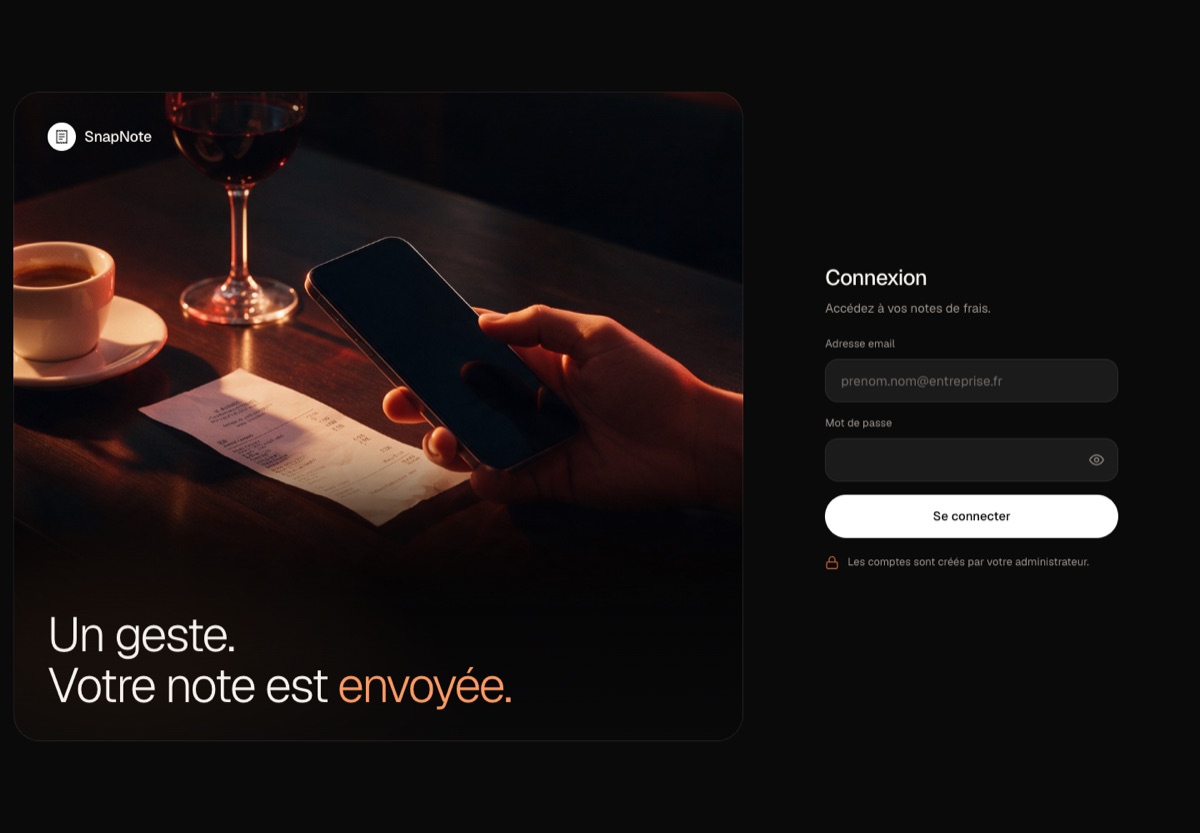 SnapNote
Un geste.
Votre note est envoyée.
Connexion
Accédez à vos notes de frais.
Adresse email
prenom.nom@entreprise.fr
Mot de passe
Se connecter
Les comptes sont créés par votre administrateur.